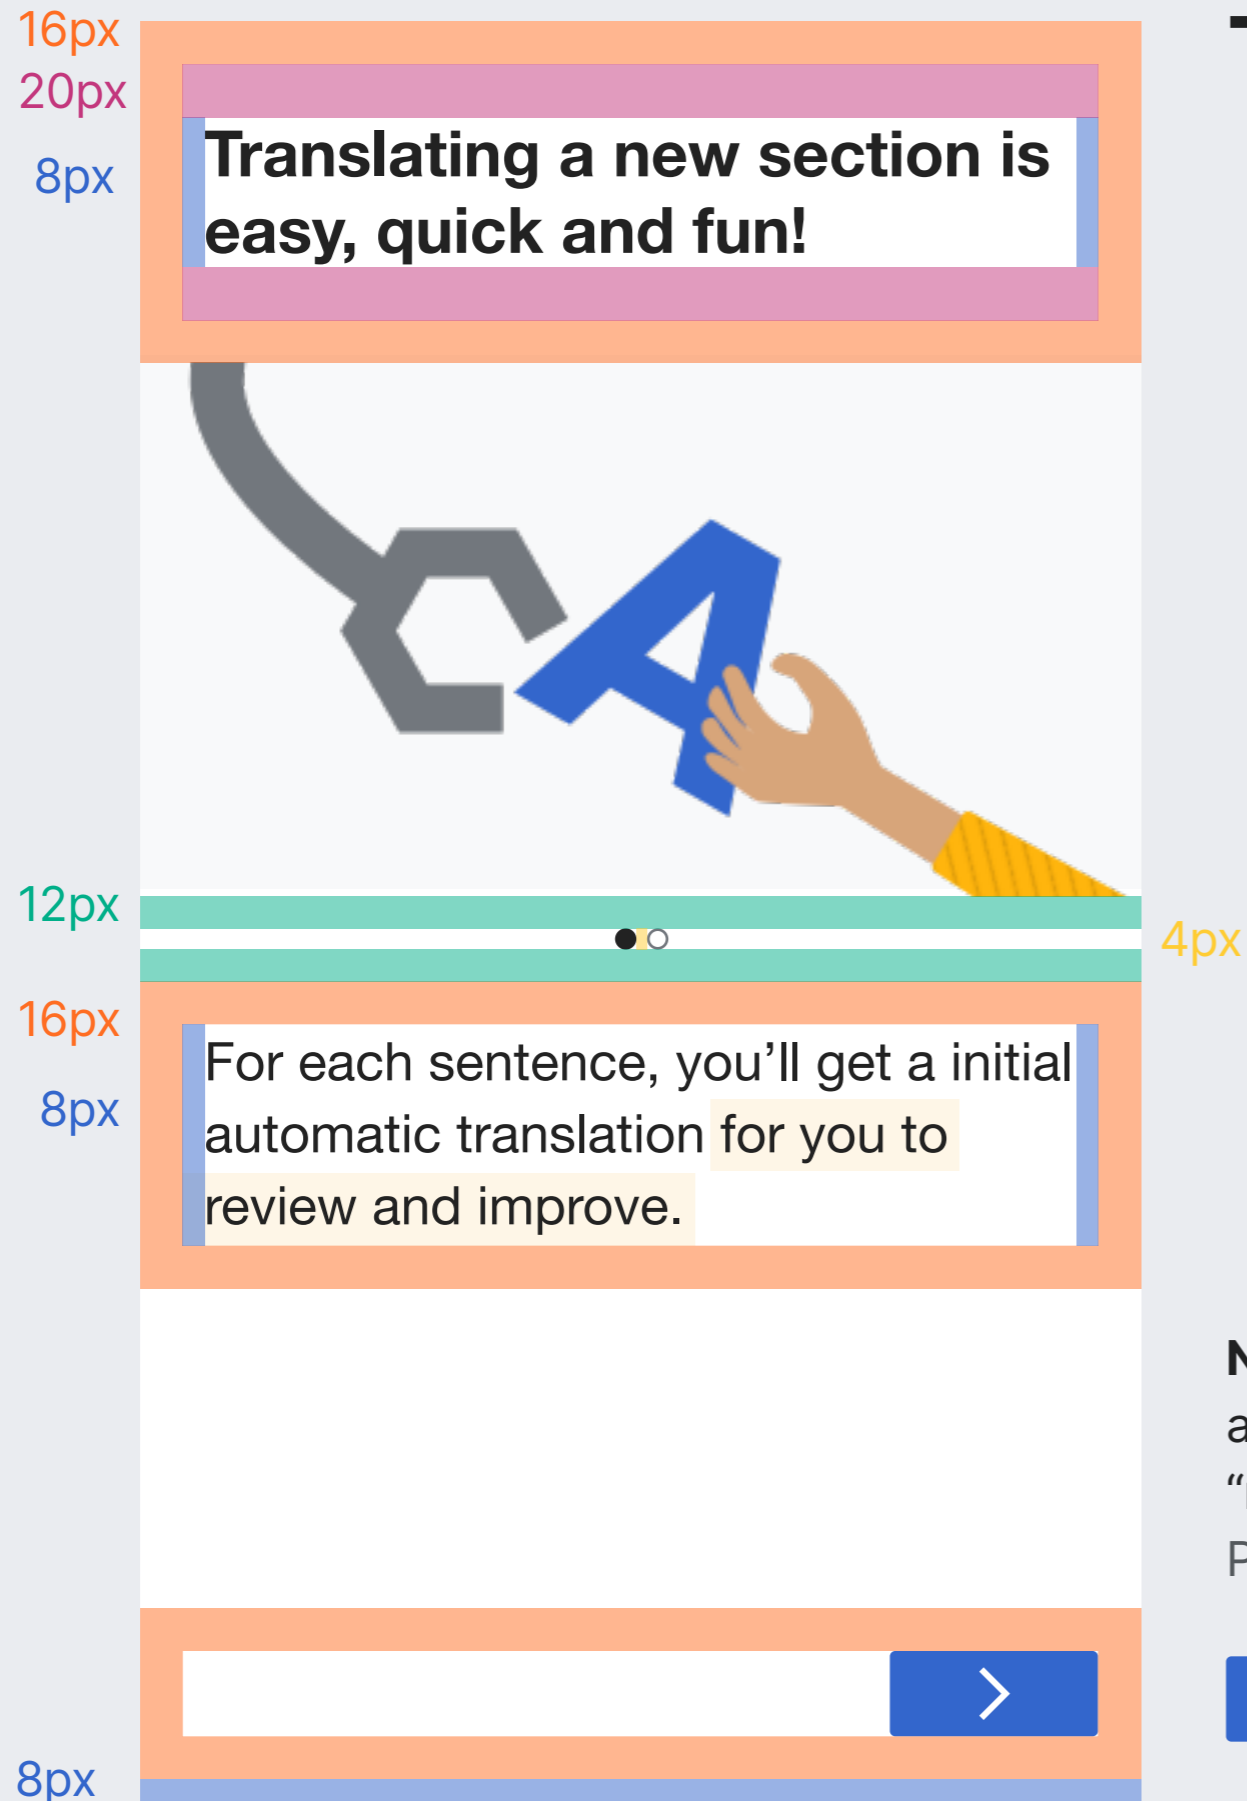 16px
20px
8px
Translating a new section is
easy, quick and fun!
A
12px
4px
16px
8px
For each sentence, you’ll get a initial
automatic translation for you to
review and improve.
8px